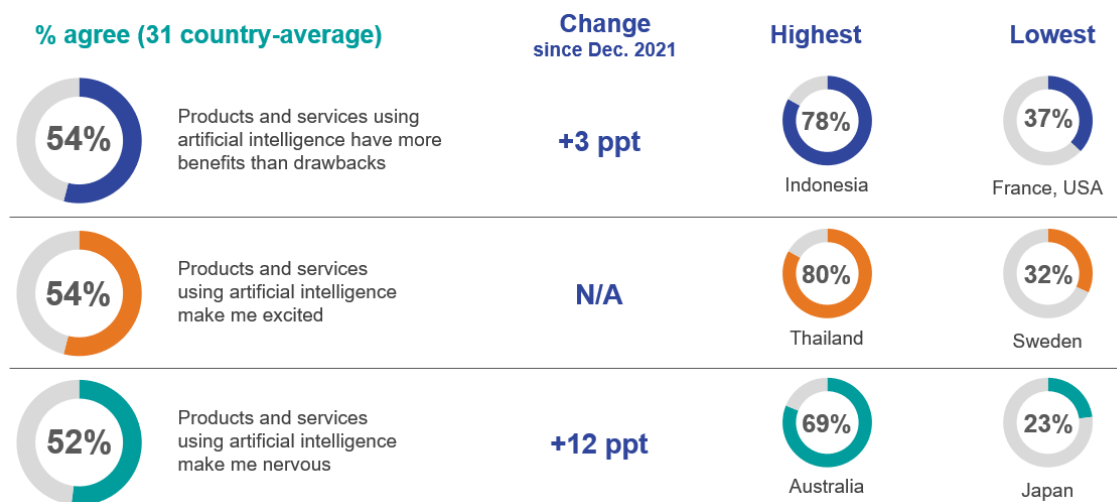 % agree (31 country-average)
Change
since Dec. 2021
Highest
Lowest
54%
Products and services using
artificial intelligence have more
benefits than drawbacks
+3 ppt
78%
Indonesia
37%
France, USA
54%
Products and services
using artificial intelligence
make me excited
N/A
80%
Thailand
32%
Sweden
52%
Products and services
using artificial intelligence
make me nervous
+12 ppt
69%
Australia
23%
Japan